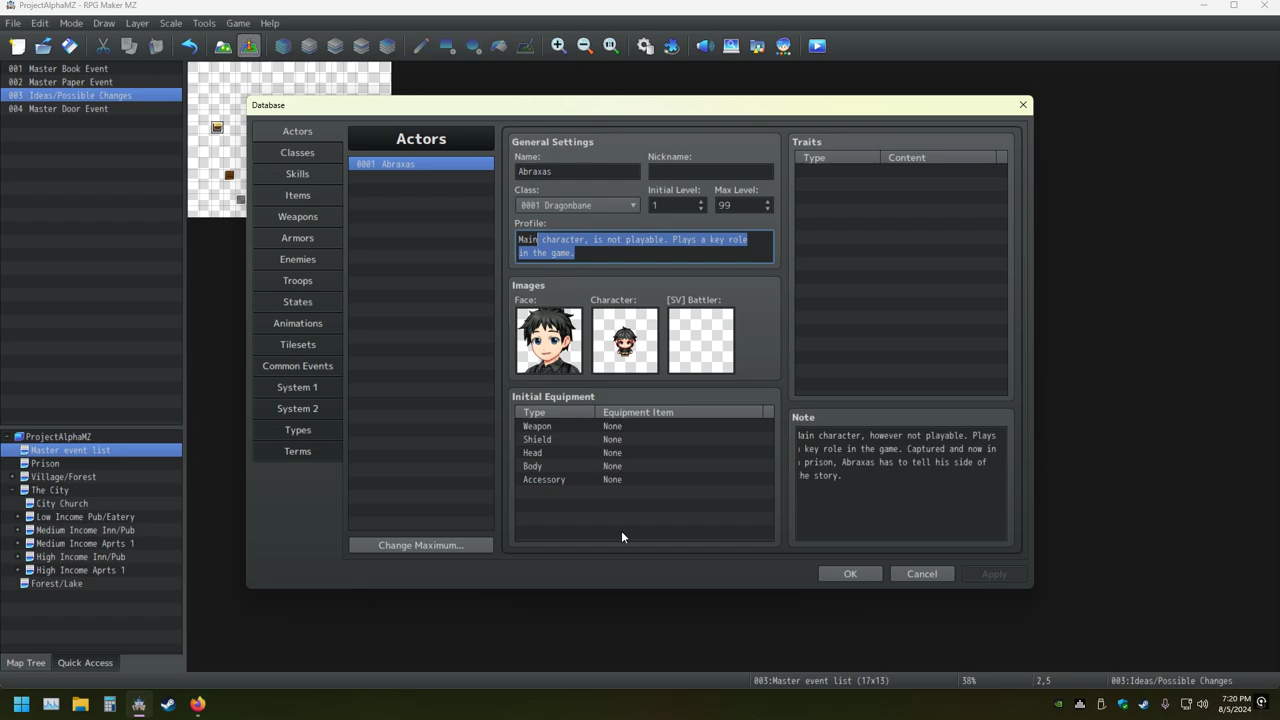 ProjectAlphaMZ - RPG Maker MZ
File Edit Mode Draw Layer Scale Tools Game Help
001 Master Book Event
002 Master Paper Event
003 Ideas/Possible Changes
004 Master Door Event
ProjectAlphaMZ
Master event list
Prison
Village/Forest
The City
City Church
Low Income Pub/Eatery
Medium Income Inn/Pub
Medium Income Aprts 1
High Income Inn/Pub
High Income Aprts 1
Forest/Lake
Map Tree Quick Access
Database
Actors
Classes
Skills
Items
Weapons
Armors
Enemies
Troops
States
Animations
Tilesets
Common Events
System 1
System 2
Types
Terms
Actors
0001 Abraxas
Change Maximum...
General Settings
Name: Nickname:
Abraxas
Class: Initial Level: Max Level:
0001 Dragonbane 1 99
Profile:
Main character, is not playable. Plays a key role
in the game.
Images
Face: Character: [SV] Battler:
Initial Equipment
Type Equipment Item
Weapon None
Shield None
Head None
Body None
Accessory None
Traits
Type Content
Note
ain character, however not playable. Plays
key role in the game. Captured and now in
prison, Abraxas has to tell his side of
he story.
OK Cancel Apply
003:Master event list (17x13) 38% 2,5 003:Ideas/Possible Changes
7:20 PM
8/5/2024